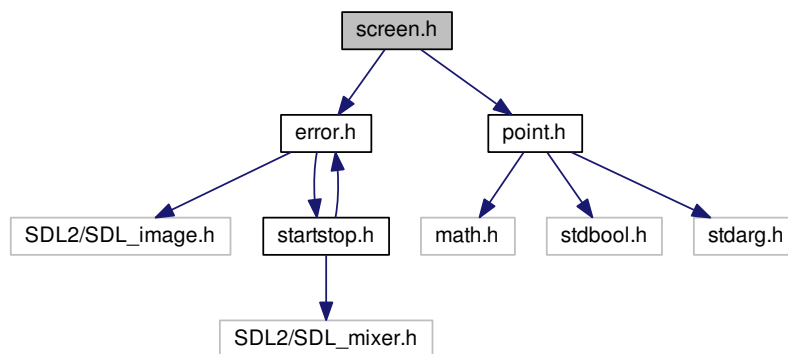 screen.h
error.h
point.h
SDL2/SDL_image.h
startstop.h
math.h
stdbool.h
stdarg.h
SDL2/SDL_mixer.h